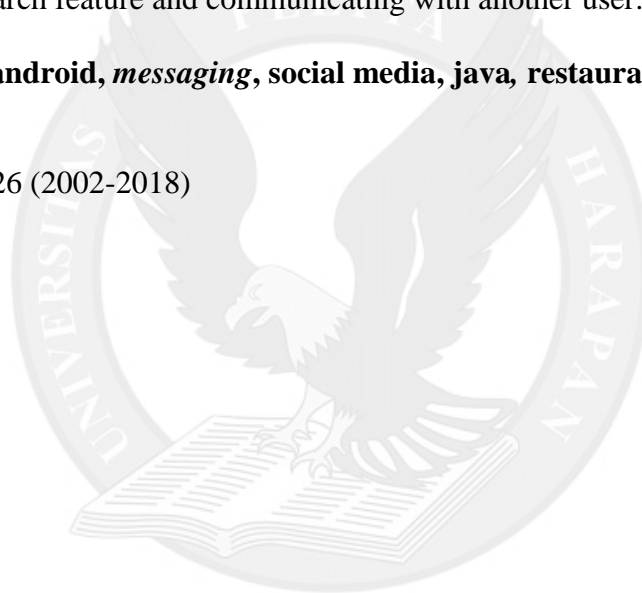 arch feature and communicating with another user.
android, messaging, social media, java, restaura
26 (2002-2018)
UNIVERSITAS
HARAPAN